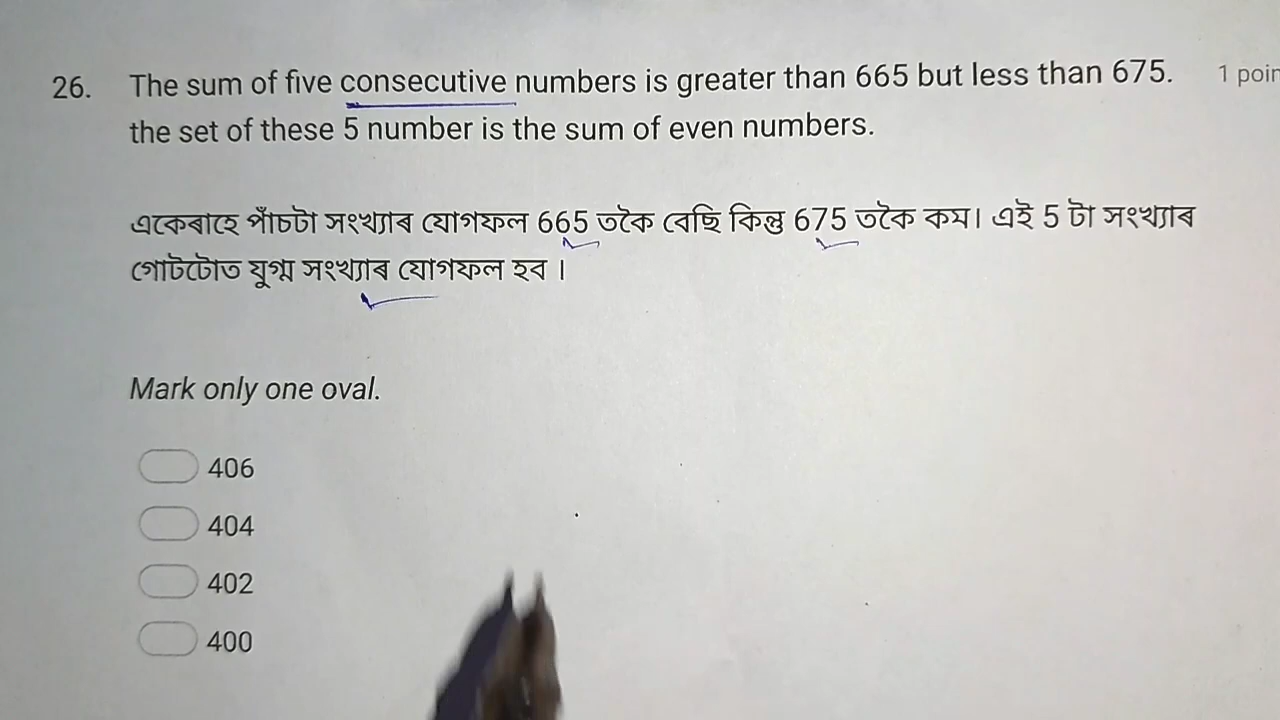 26. The sum of five consecutive numbers is greater than 665 but less than 675. 1 poin
the set of these 5 number is the sum of even numbers.
একেৰাহে পাঁচটা সংখ্যাৰ যোগফল 665 তকৈ বেছি কিন্তু 675 তকৈ কম। এই 5 টা সংখ্যাৰ
গোটটোত যুগ্ম সংখ্যাৰ যোগফল হব ।
Mark only one oval.
406
404
402
400